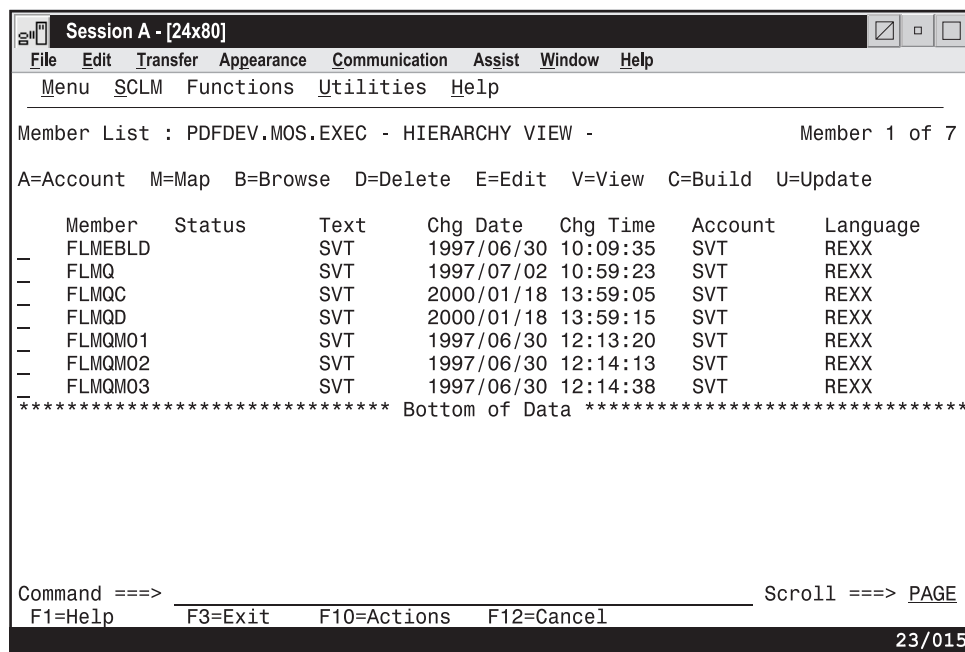 Session A - [24x80]
File Edit Transfer Appearance Communication Assist Window Help
Menu SCLM Functions Utilities Help
Member List : PDFDEV.MOS.EXEC - HIERARCHY VIEW - Member 1 of 7
A=Account M=Map B=Browse D=Delete E=Edit V=View C=Build U=Update
Member Status Text Chg Date Chg Time Account Language
_ FLMEBLD SVT 1997/06/30 10:09:35 SVT REXX
_ FLMQ SVT 1997/07/02 10:59:23 SVT REXX
_ FLMQC SVT 2000/01/18 13:59:05 SVT REXX
_ FLMQD SVT 2000/01/18 13:59:15 SVT REXX
_ FLMQM01 SVT 1997/06/30 12:13:20 SVT REXX
_ FLMQM02 SVT 1997/06/30 12:14:13 SVT REXX
_ FLMQM03 SVT 1997/06/30 12:14:38 SVT REXX
******************************* Bottom of Data ********************************
Command ===> Scroll ===> PAGE
F1=Help F3=Exit F10=Actions F12=Cancel
23/015